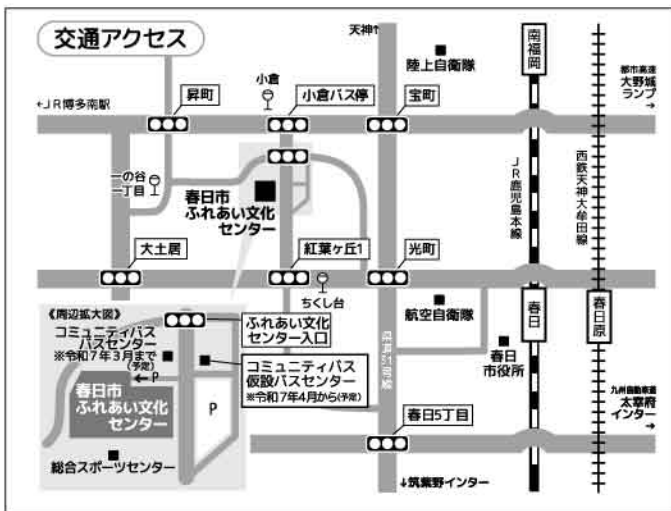 交通アクセス
天神↑
陸上自衛隊
南福岡
都市高速
大野城
ランプ
→
←JR博多南駅
昇町
小倉
小倉バス停
宝町
一の谷
一丁目
春日市
ふれあい文化
センター
JR鹿児島本線
西鉄天神大牟田線
大土居
紅葉ヶ丘1
光町
ちくし台
《周辺拡大図》
コミュニティバス
バスセンター
※令和7年3月まで
(予定)
←P
春日市
ふれあい文化
センター
総合スポーツセンター
ふれあい文化
センター入口
コミュニティバス
仮設バスセンター
※令和7年4月から(予定)
P
航空自衛隊
春日
春日原
春日
市役所
春日5丁目
九州自動車道
太宰府
インター
→
↓筑紫野インター